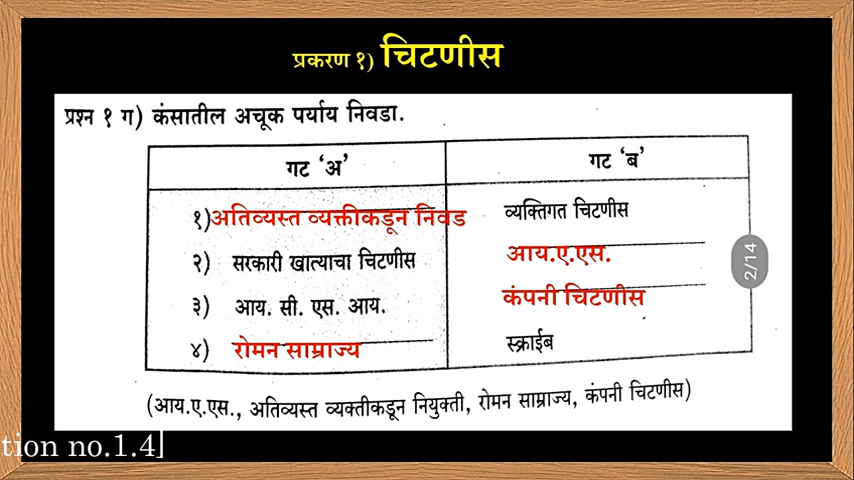 प्रकरण १) चिटणीस
प्रश्न १ ग) कंसातील अचूक पर्याय निवडा.
गट 'अ' गट 'ब'
१) अतिव्यस्त व्यक्तीकडून निवड व्यक्तिगत चिटणीस
२) सरकारी खात्याचा चिटणीस आय.ए.एस.
३) आय. सी. एस. आय. कंपनी चिटणीस
४) रोमन साम्राज्य स्क्राईब
(आय.ए.एस., अतिव्यस्त व्यक्तीकडून नियुक्ती, रोमन साम्राज्य, कंपनी चिटणीस)
2/14
tion no.1.4]